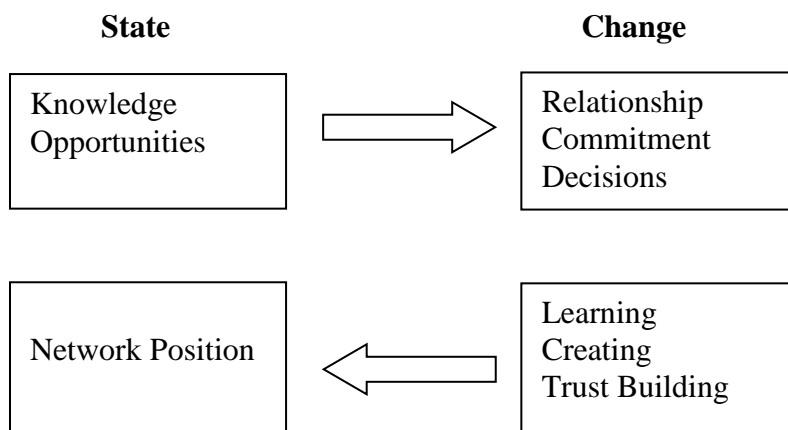 State
Change
Knowledge
Opportunities
Relationship
Commitment
Decisions
Network Position
Learning
Creating
Trust Building